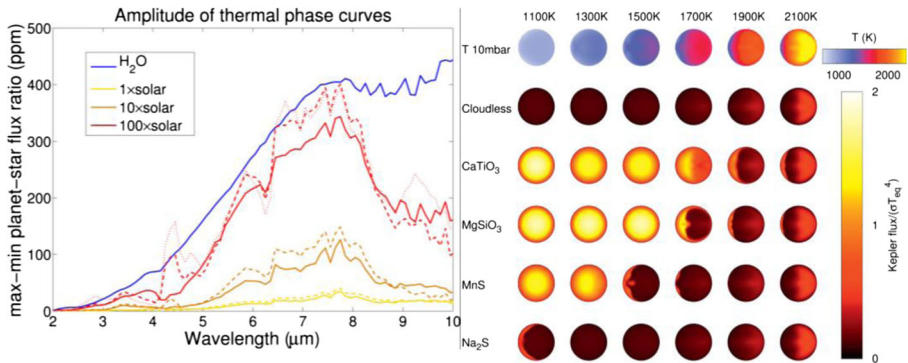 Amplitude of thermal phase curves
max−min planet−star flux ratio (ppm)
500
400
300
200
100
0
H₂O
1×solar
10×solar
100×solar
2 3 4 5 6 7 8 9 10
Wavelength (μm)
1100K 1300K 1500K 1700K 1900K 2100K
T 10mbar
Cloudless
CaTiO₃
MgSiO₃
MnS
Na₂S
T (K)
1000 2000
2
1
0
Kepler flux/(σT_eq⁴)